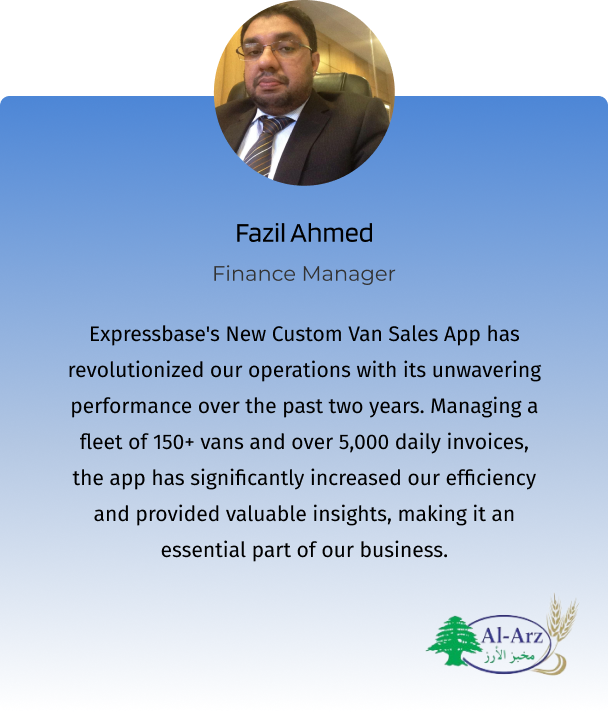 Fazil Ahmed
Finance Manager
Expressbase's New Custom Van Sales App has
revolutionized our operations with its unwavering
performance over the past two years. Managing a
fleet of 150+ vans and over 5,000 daily invoices,
the app has significantly increased our efficiency
and provided valuable insights, making it an
essential part of our business.
Al-Arz
مخبز الأرز